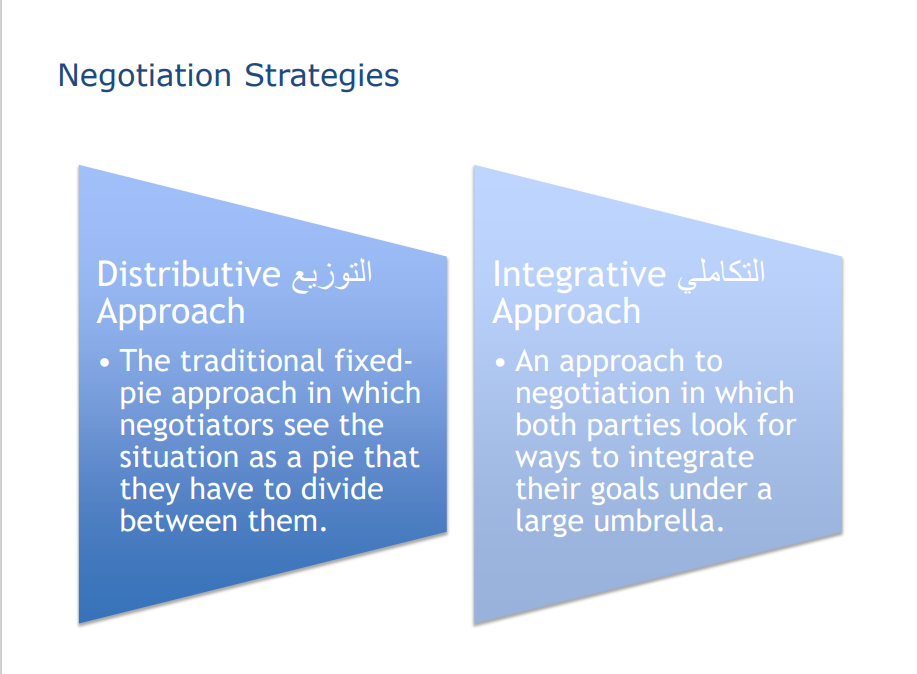 Negotiation Strategies
Distributive التوزيع
Approach
• The traditional fixed-
pie approach in which
negotiators see the
situation as a pie that
they have to divide
between them.
Integrative التكاملي
Approach
• An approach to
negotiation in which
both parties look for
ways to integrate
their goals under a
large umbrella.